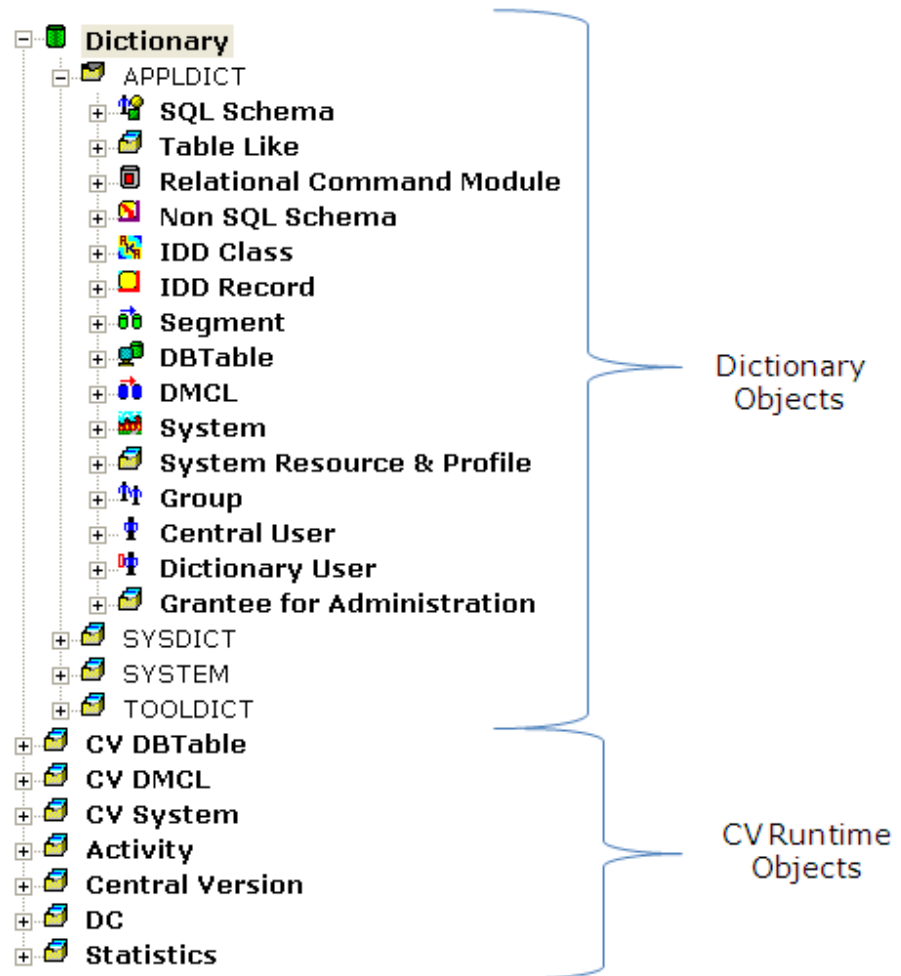 Dictionary
APPLDICT
SQL Schema
Table Like
Relational Command Module
Non SQL Schema
IDD Class
IDD Record
Segment
DBTable
DMCL
System
System Resource & Profile
Group
Central User
Dictionary User
Grantee for Administration
SYSDICT
SYSTEM
TOOLDICT
CV DBTable
CV DMCL
CV System
Activity
Central Version
DC
Statistics
Dictionary
Objects
CV Runtime
Objects